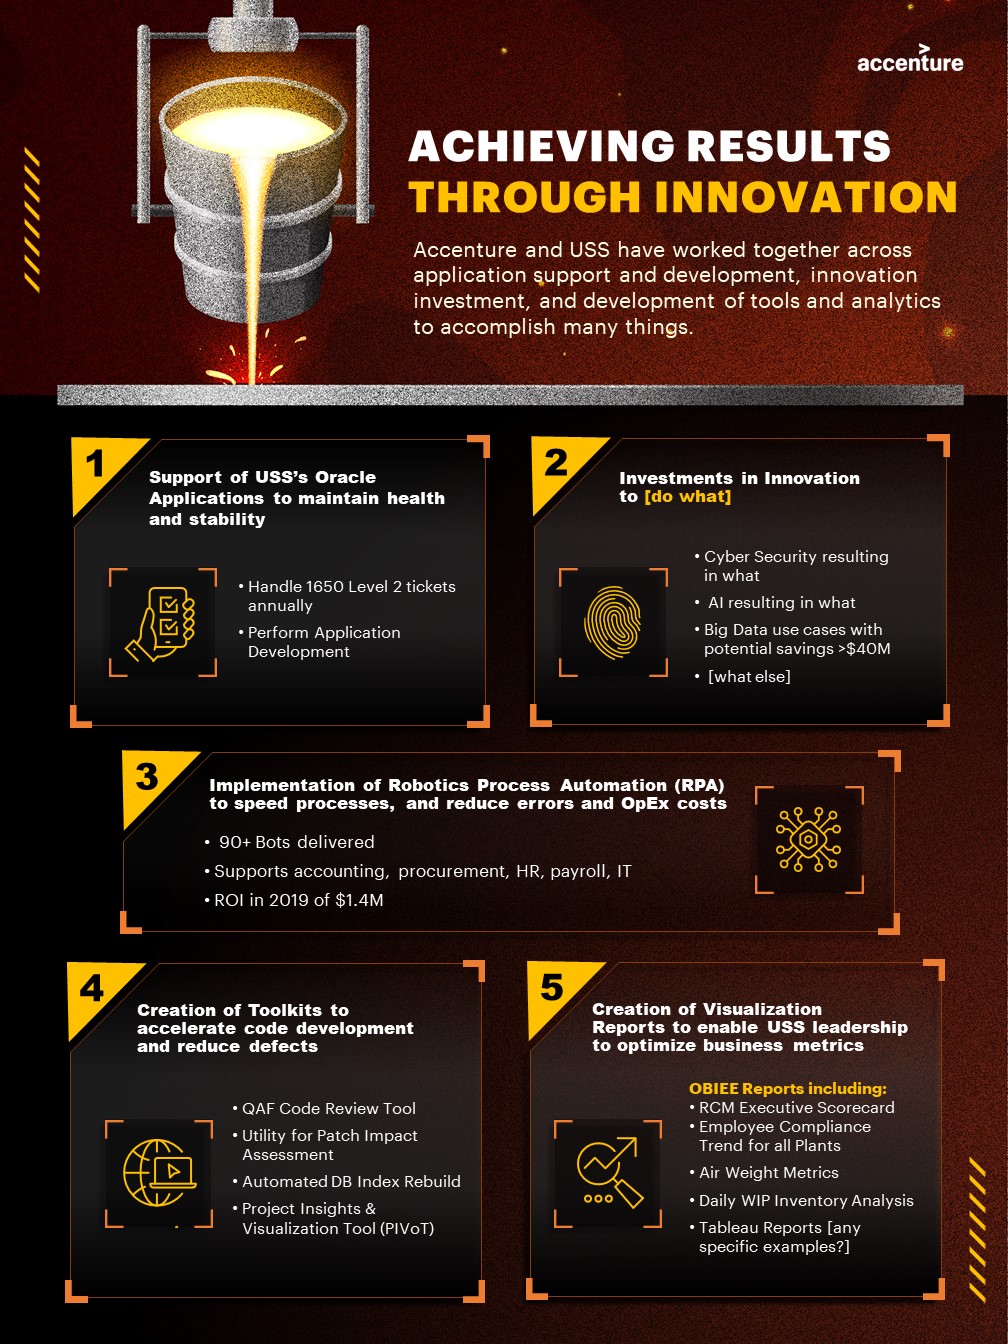 accenture
ACHIEVING RESULTS
THROUGH INNOVATION
Accenture and USS have worked together across
application support and development, innovation
investment, and development of tools and analytics
to accomplish many things.
1
Support of USS's Oracle
Applications to maintain health
and stability
• Handle 1650 Level 2 tickets
annually
• Perform Application
Development
2
Investments in Innovation
to [do what]
• Cyber Security resulting
in what
• AI resulting in what
• Big Data use cases with
potential savings >$40M
• [what else]
3
Implementation of Robotics Process Automation (RPA)
to speed processes, and reduce errors and OpEx costs
• 90+ Bots delivered
• Supports accounting, procurement, HR, payroll, IT
• ROI in 2019 of $1.4M
4
Creation of Toolkits to
accelerate code development
and reduce defects
• QAF Code Review Tool
• Utility for Patch Impact
Assessment
• Automated DB Index Rebuild
• Project Insights &
Visualization Tool (PIVoT)
5
Creation of Visualization
Reports to enable USS leadership
to optimize business metrics
OBIEE Reports including:
• RCM Executive Scorecard
• Employee Compliance
Trend for all Plants
• Air Weight Metrics
• Daily WIP Inventory Analysis
• Tableau Reports [any
specific examples?]